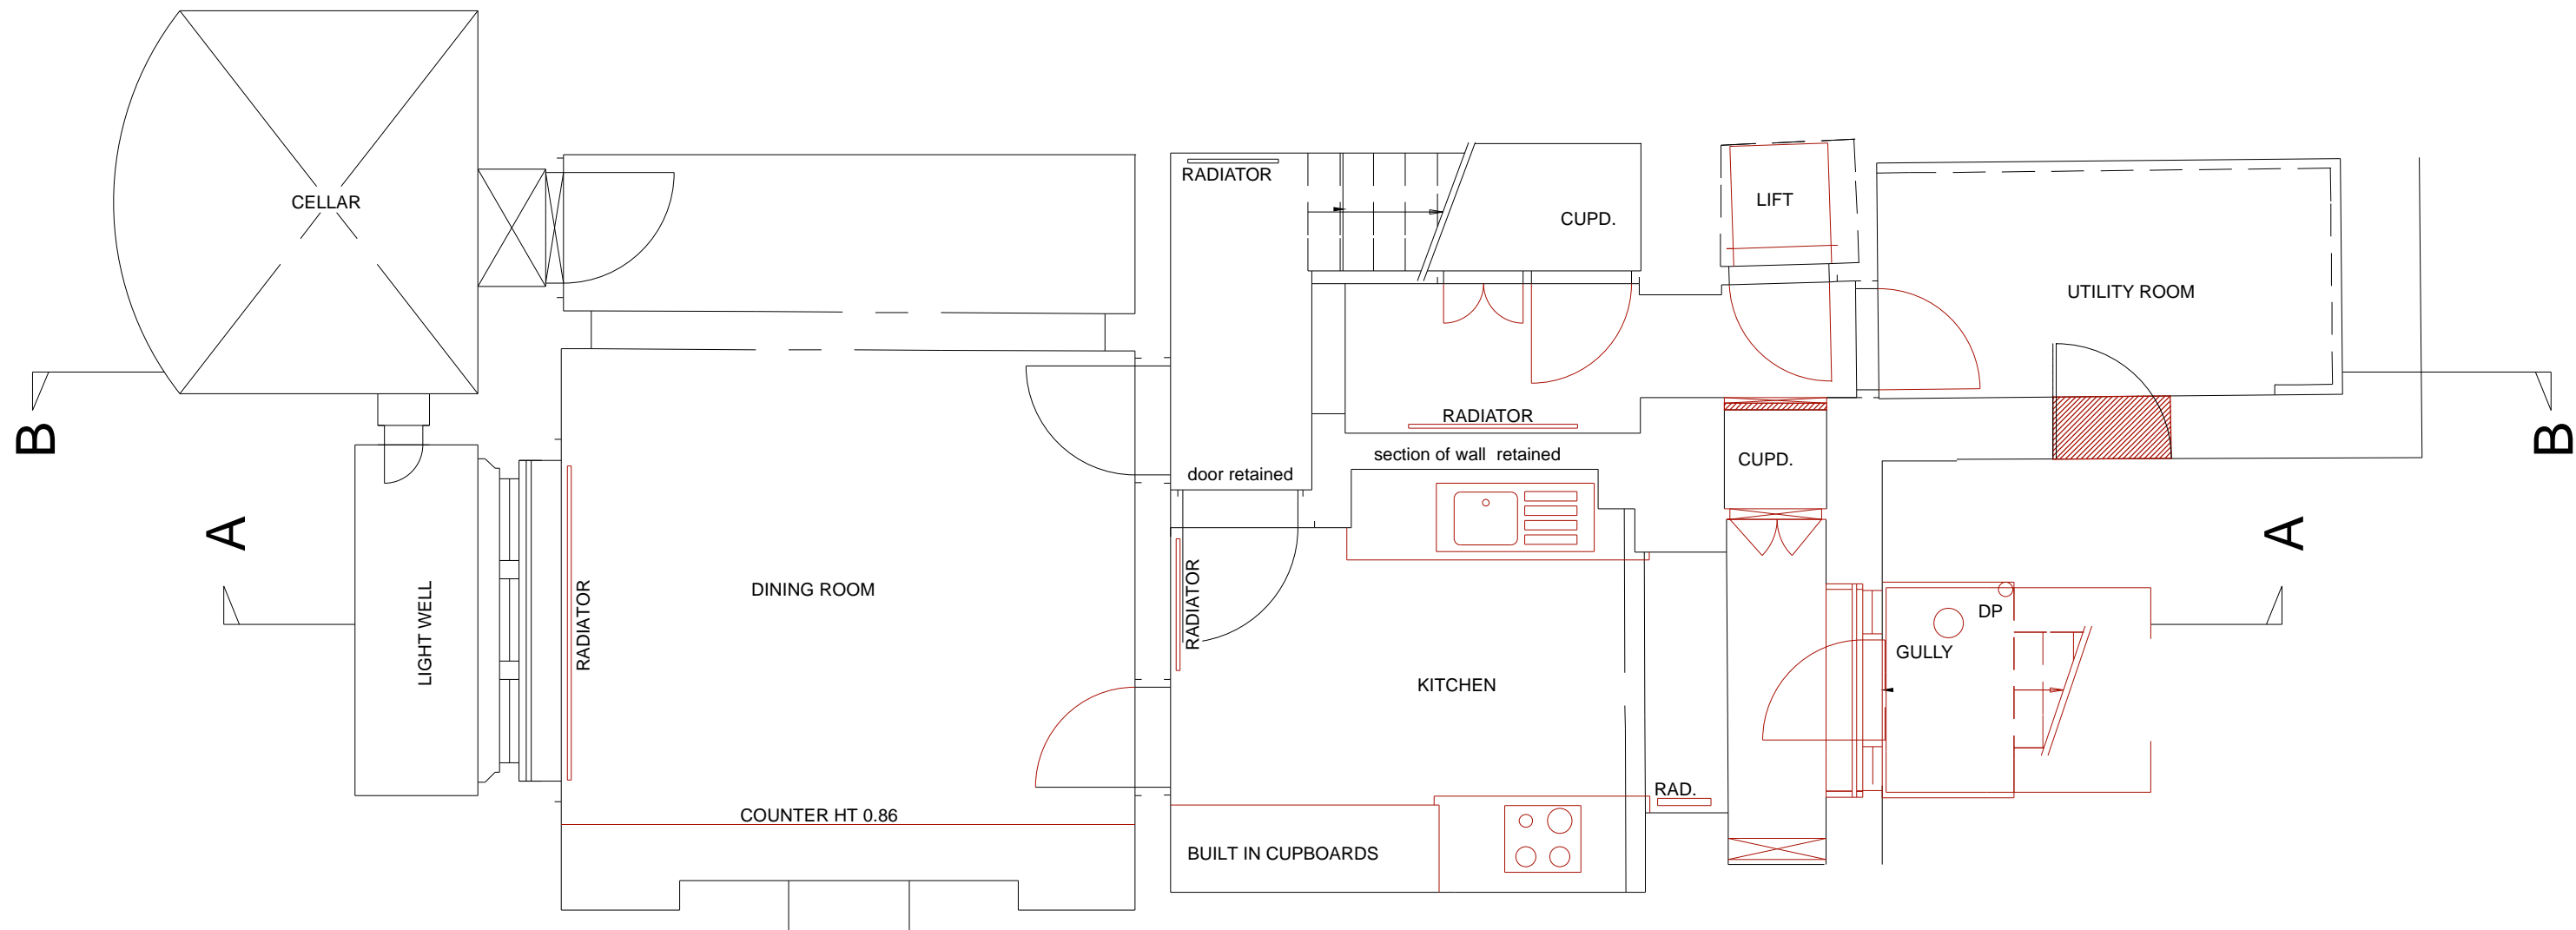 RADIATOR
CELLAR
LIFT
CUPD.
UTILITY ROOM
RADIATOR
B
B
section of wall  retained
CUPD.
door retained
A
A
DINING ROOM
RADIATOR
LIGHT WELL
RADIATOR
DP
GULLY
KITCHEN
RAD.
COUNTER HT 0.86
BUILT IN CUPBOARDS